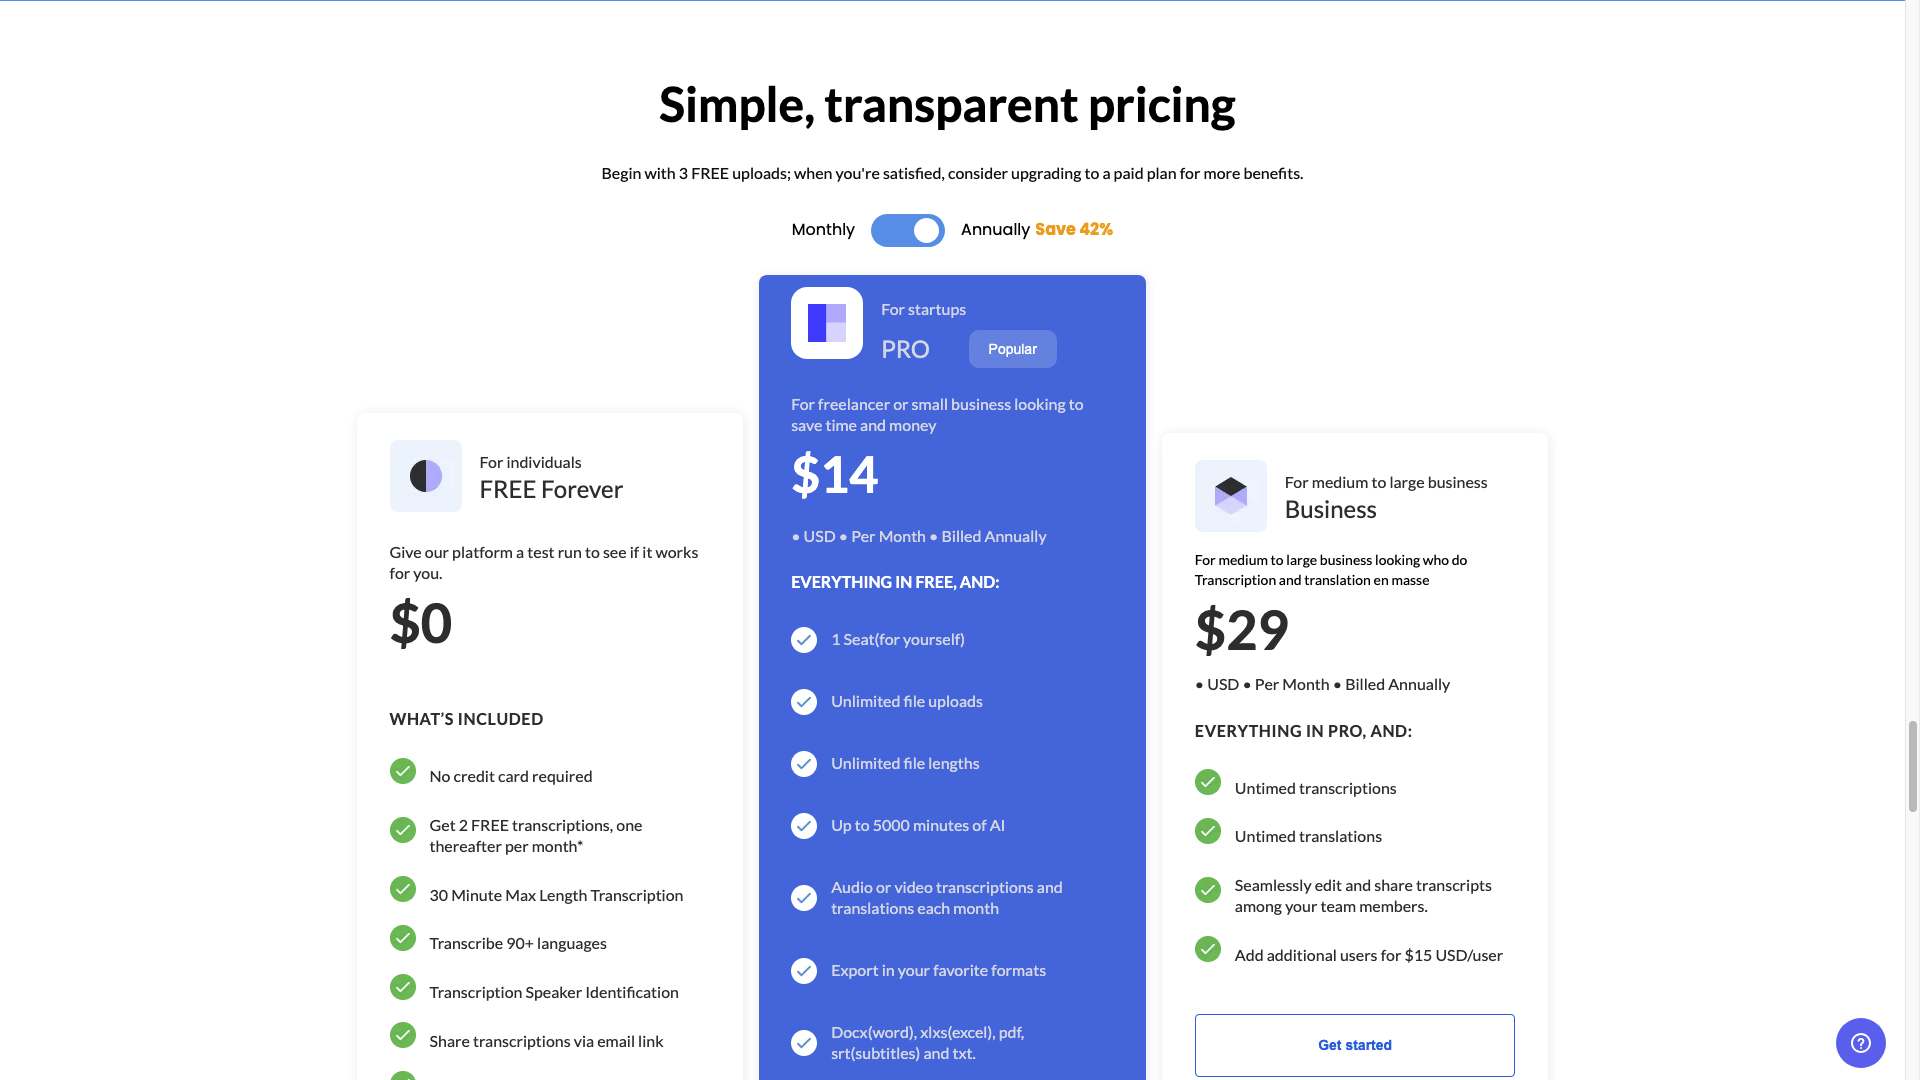 Simple, transparent pricing
Begin with 3 FREE uploads; when you're satisfied, consider upgrading to a paid plan for more benefits.
Monthly
Annually Save 42%
For individuals
FREE Forever
Give our platform a test run to see if it works
for you.
$0
WHAT’S INCLUDED
No credit card required
Get 2 FREE transcriptions, one
thereafter per month*
30 Minute Max Length Transcription
Transcribe 90+ languages
Transcription Speaker Identification
Share transcriptions via email link
For startups
PRO
Popular
For freelancer or small business looking to
save time and money
$14
• USD • Per Month • Billed Annually
EVERYTHING IN FREE, AND:
1 Seat(for yourself)
Unlimited file uploads
Unlimited file lengths
Up to 5000 minutes of AI
Audio or video transcriptions and
translations each month
Export in your favorite formats
Docx(word), xlxs(excel), pdf,
srt(subtitles) and txt.
For medium to large business
Business
For medium to large business looking who do
Transcription and translation en masse
$29
• USD • Per Month • Billed Annually
EVERYTHING IN PRO, AND:
Untimed transcriptions
Untimed translations
Seamlessly edit and share transcripts
among your team members.
Add additional users for $15 USD/user
Get started